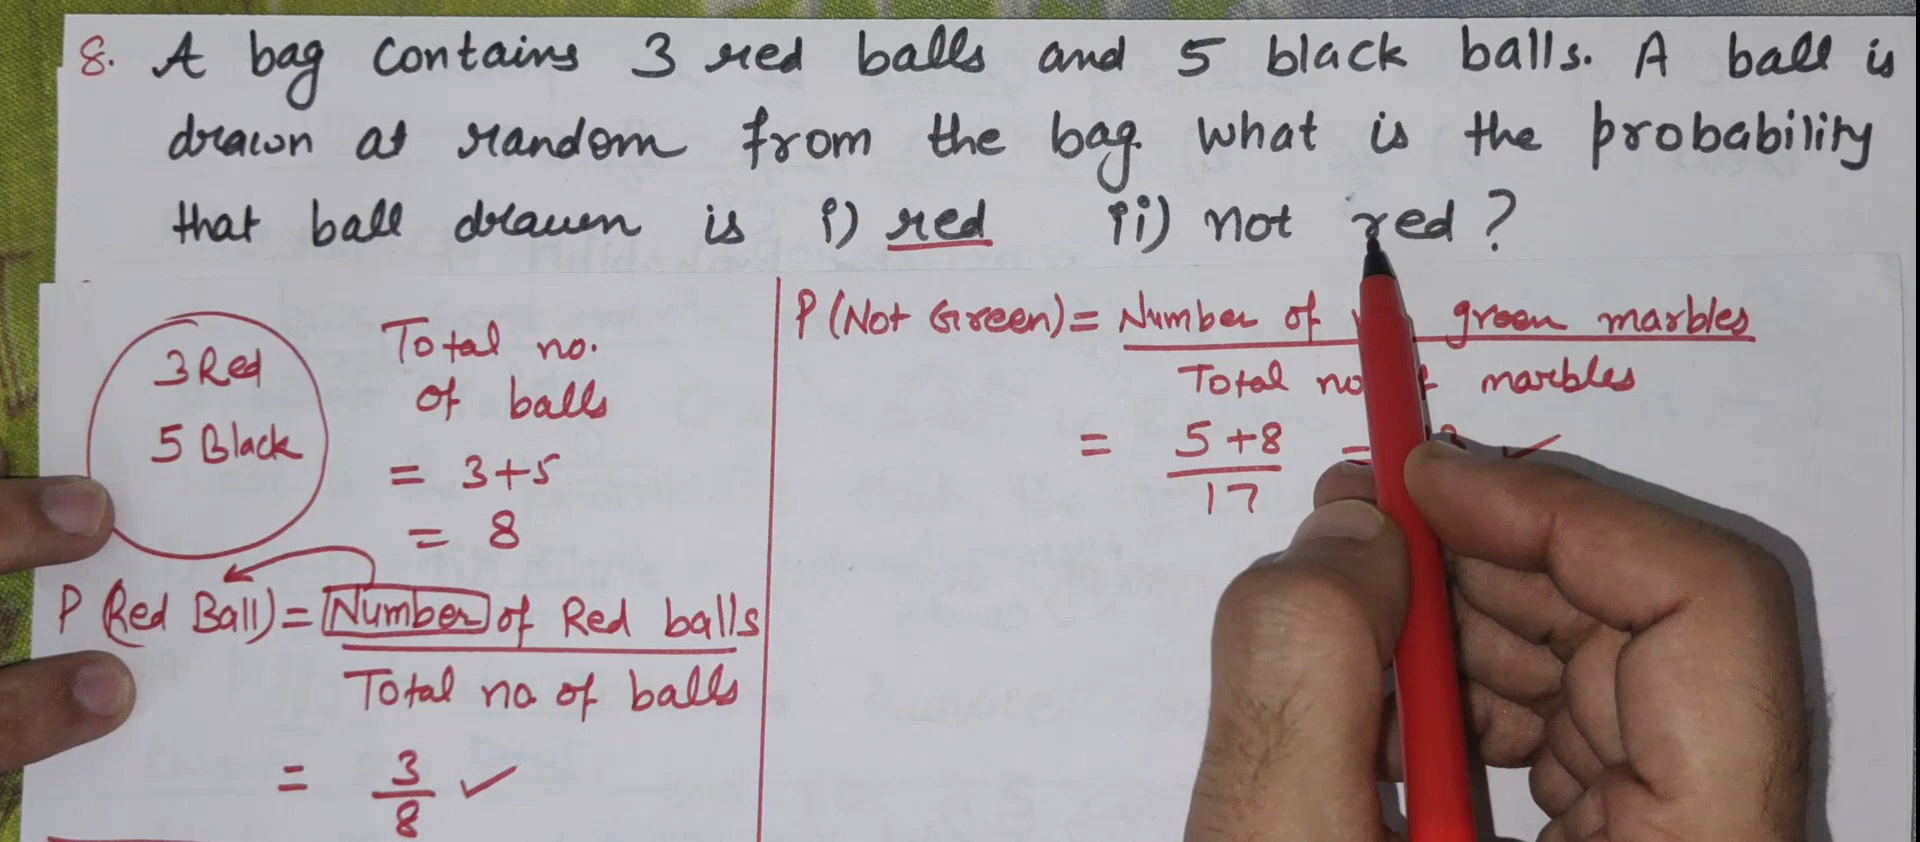 8. A bag contains 3 red balls and 5 black balls. A ball is
drawn at random from the bag. what is the probability
that ball drawn is i) red ii) not red?
3 Red
5 Black
Total no.
of balls
= 3+5
= 8
P (Red Ball) = Number of Red balls
Total no. of balls
= 3
8 ✓
P (Not Green) = Number of green marbles
Total no marbles
= 5+8 = ✓
17